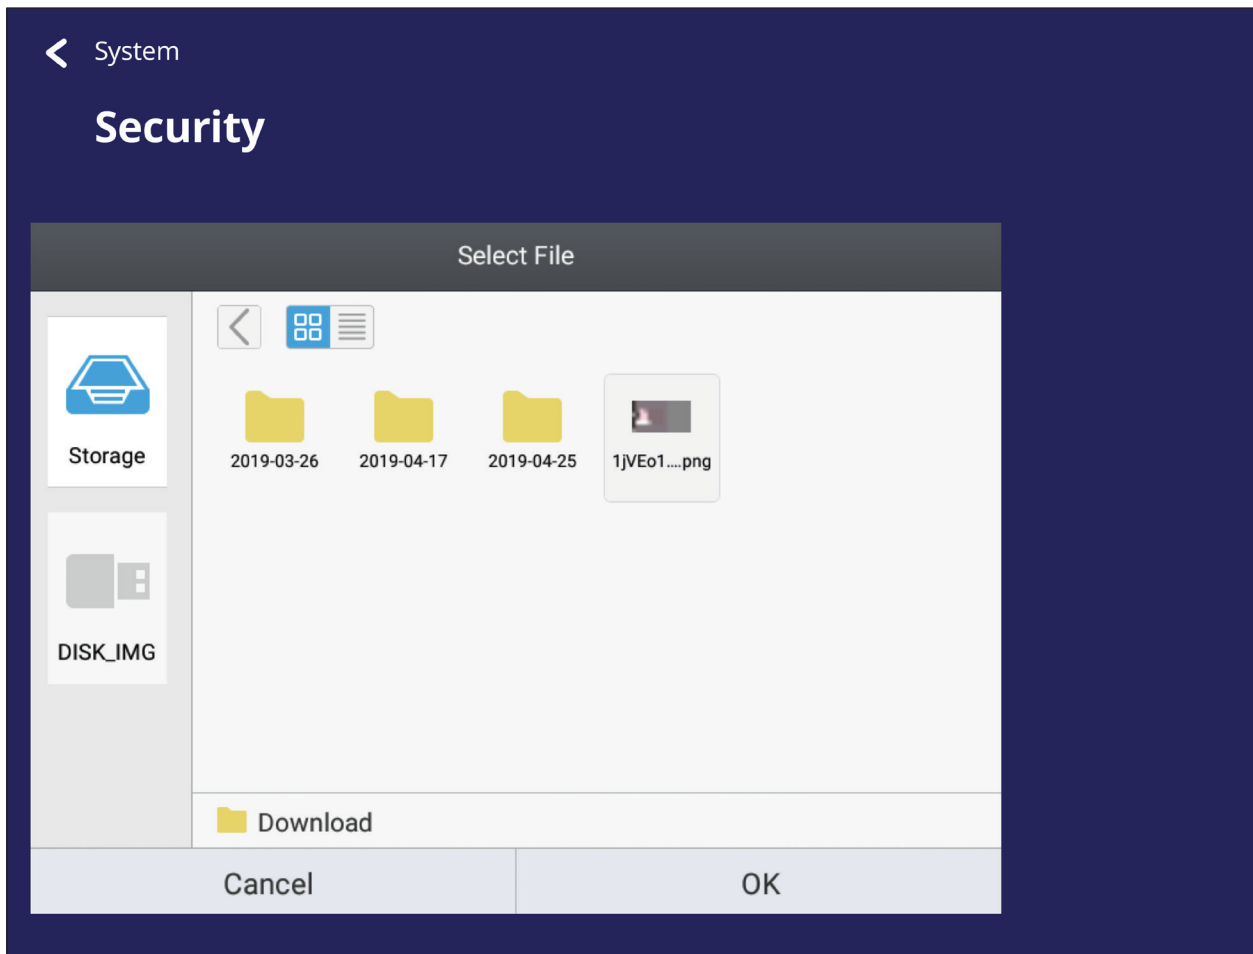 System
Security
Select File
Storage
2019-03-26 2019-04-17 2019-04-25 1jVEo1....png
DISK_IMG
Download
Cancel OK